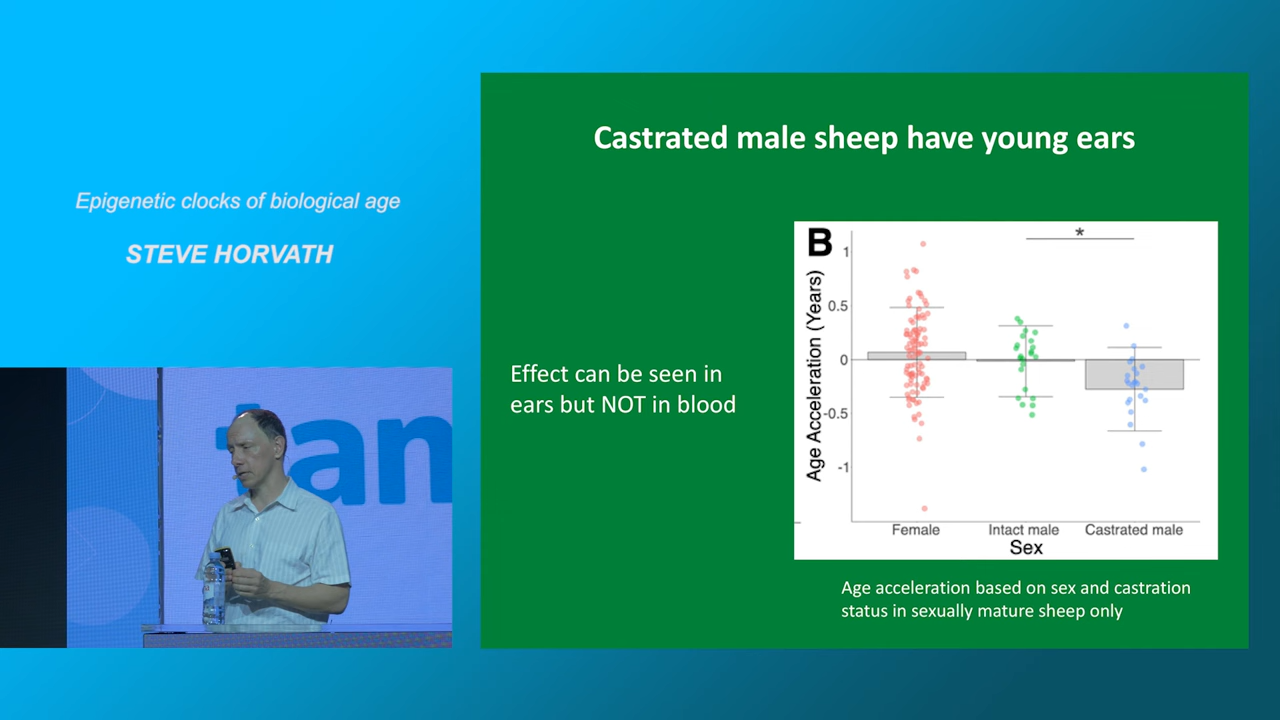 Epigenetic clocks of biological age
STEVE HORVATH
tam
Castrated male sheep have young ears
Effect can be seen in
ears but NOT in blood
B
*
Age Acceleration (Years)
1
0.5
0
-0.5
-1
Female
Intact male
Castrated male
Sex
Age acceleration based on sex and castration
status in sexually mature sheep only